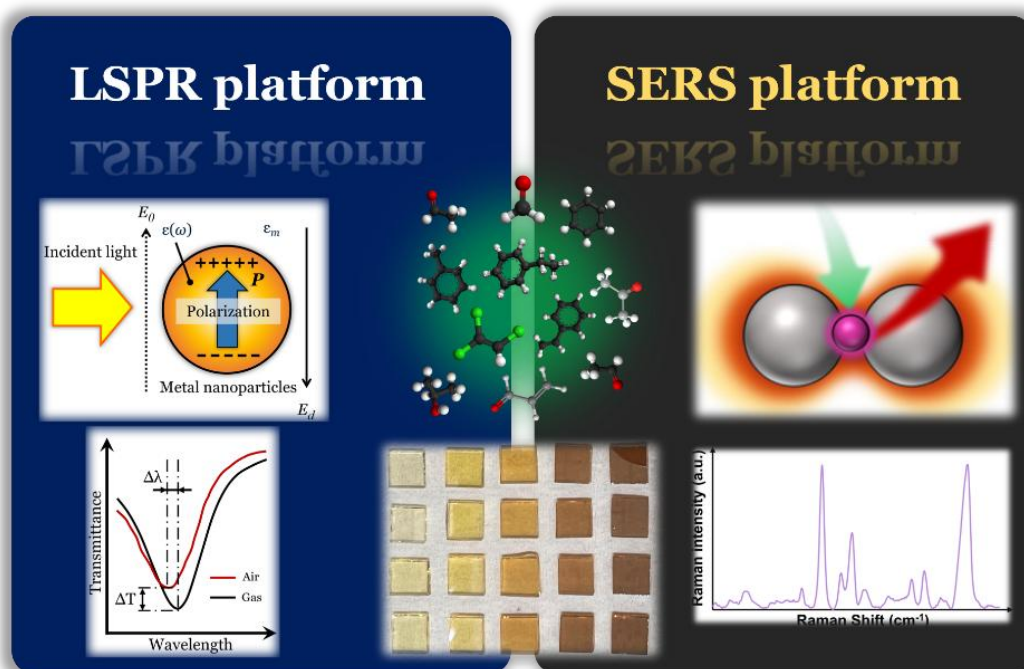 LSPR platform
SERS platform
E₀
ε(ω)
εₘ
Incident light
+++++
P
Polarization
-----
Metal nanoparticles
E_d
Δλ
Transmittance
ΔT
Air
Gas
Wavelength
Raman Intensity (a.u.)
Raman Shift (cm⁻¹)